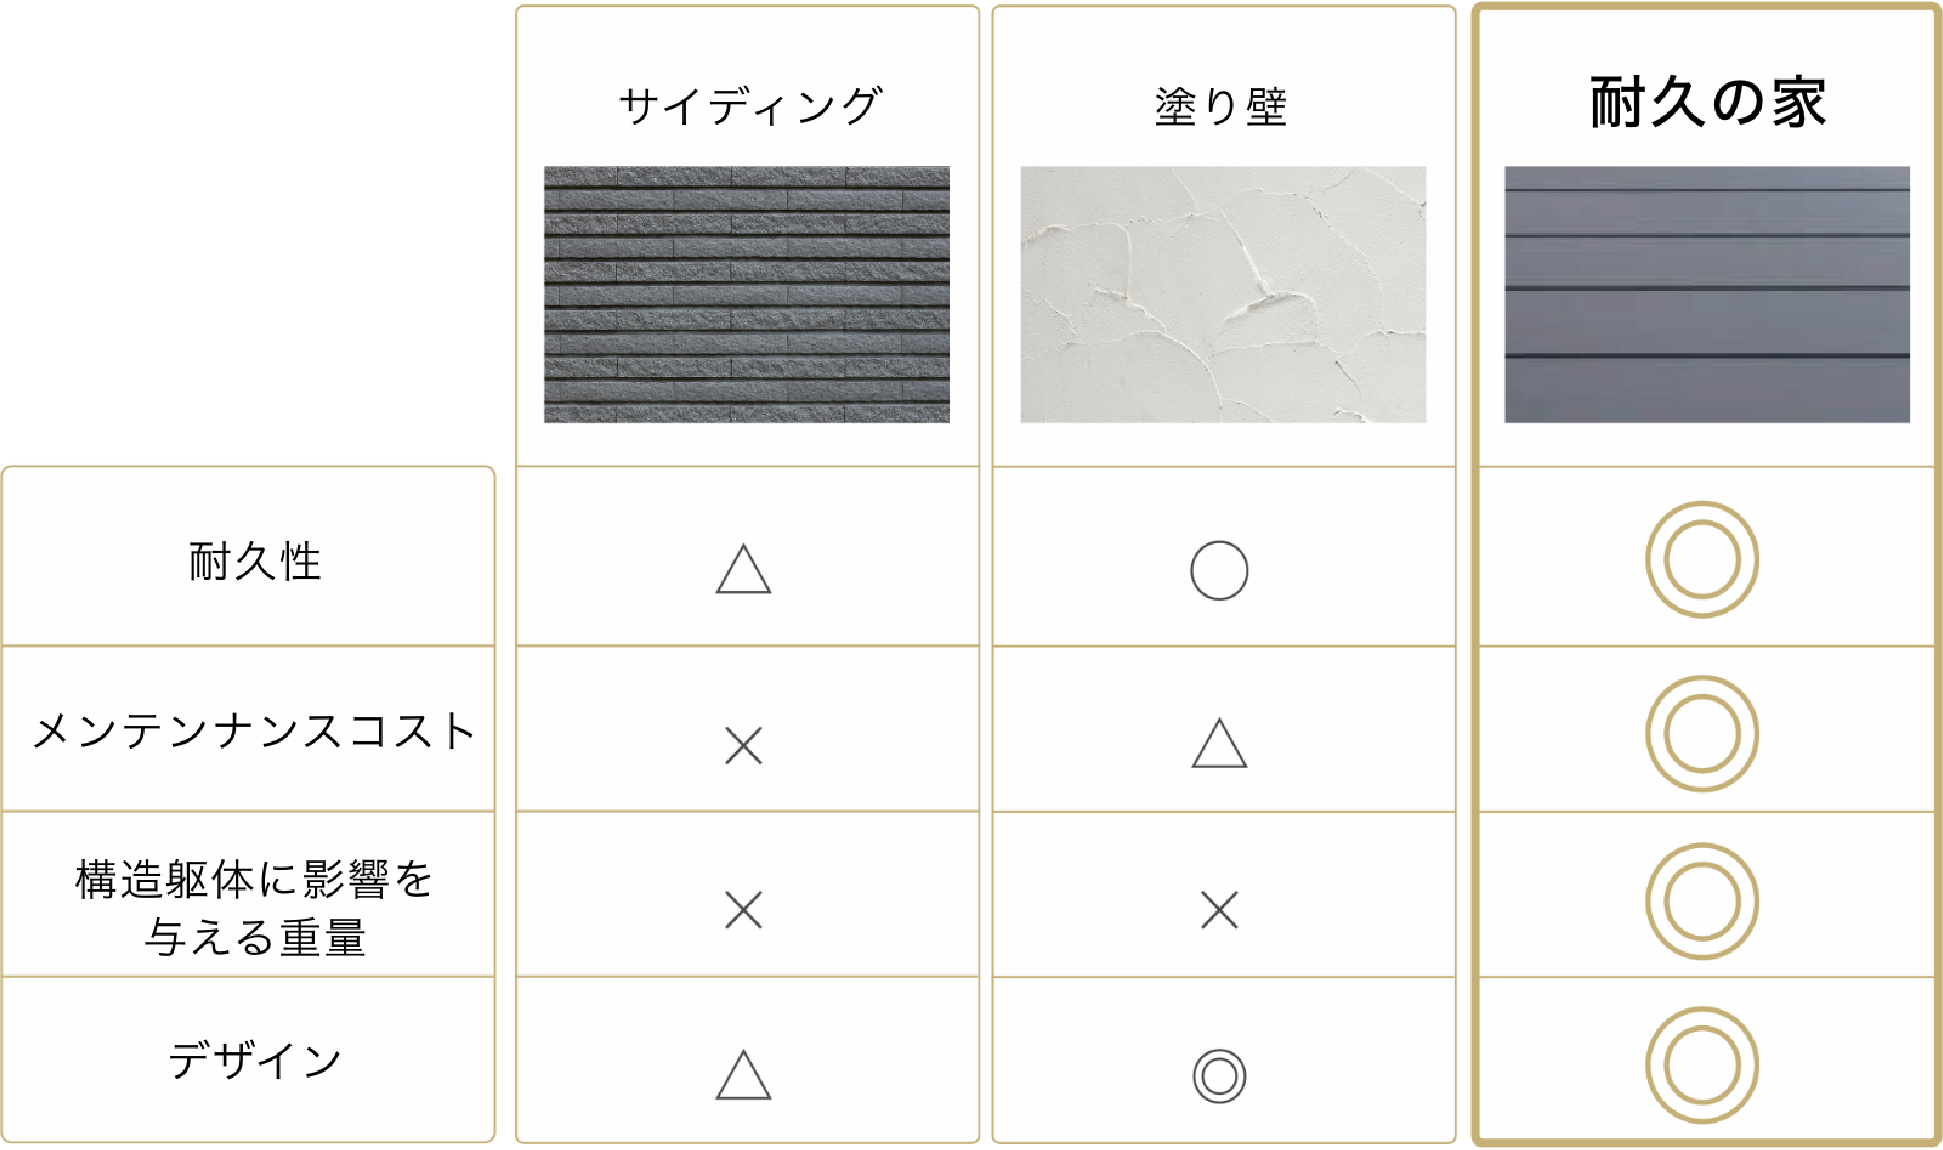 サイディング
塗り壁
耐久の家
耐久性
△
○
◎
メンテンナンスコスト
×
△
◎
構造躯体に影響を
与える重量
×
×
◎
デザイン
△
◎
◎